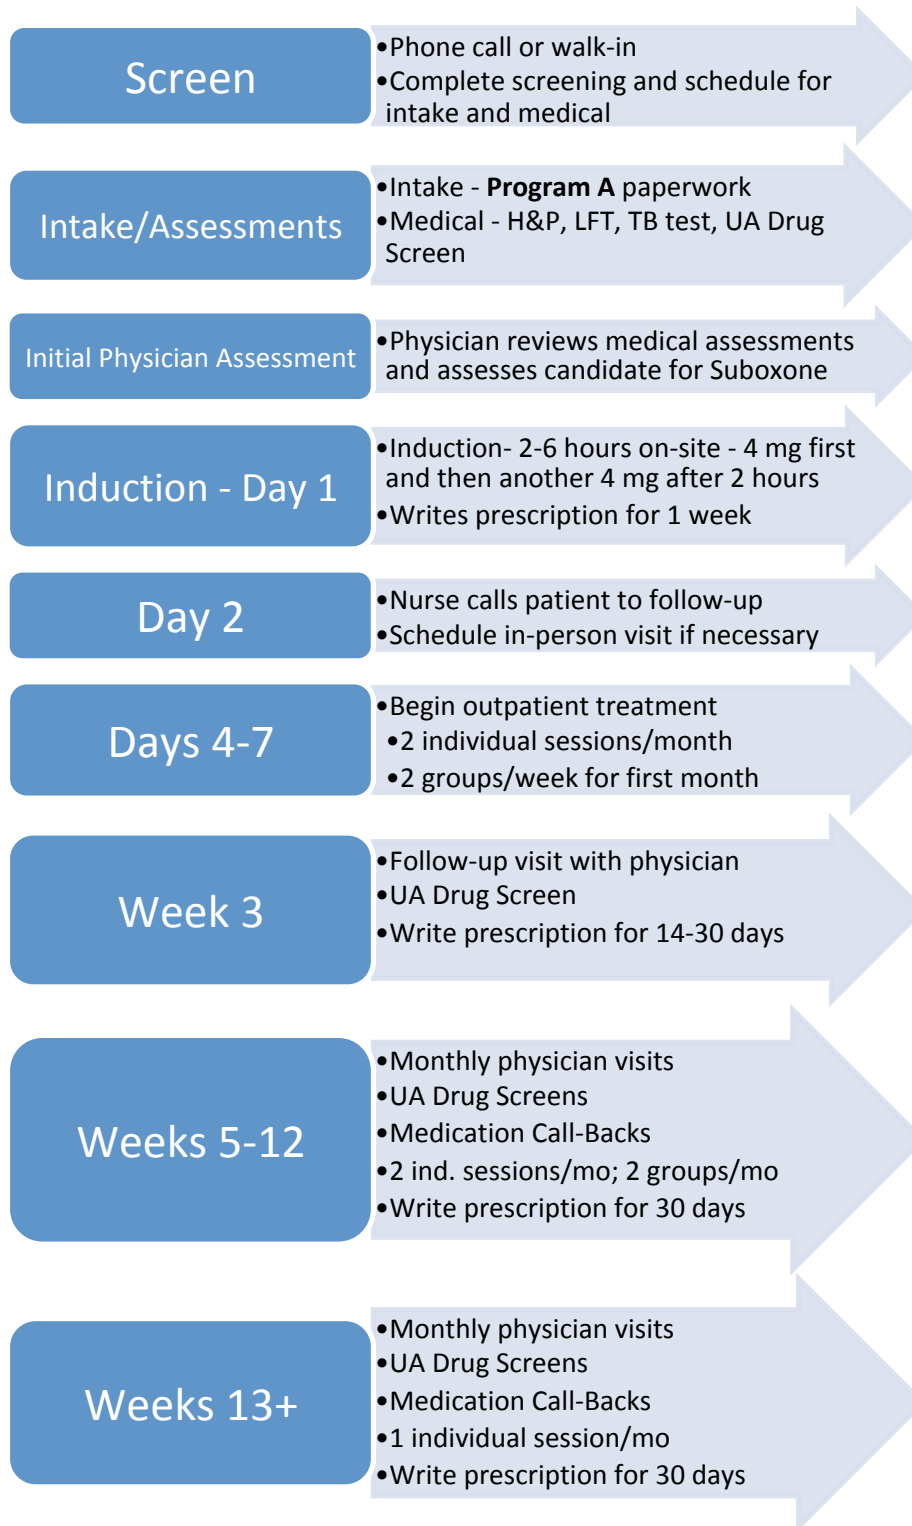 Screen
•Phone call or walk-in
•Complete screening and schedule for
intake and medical
Intake/Assessments
•Intake - Program A paperwork
•Medical - H&P, LFT, TB test, UA Drug
Screen
Initial Physician Assessment
•Physician reviews medical assessments
and assesses candidate for Suboxone
Induction - Day 1
•Induction- 2-6 hours on-site - 4 mg first
and then another 4 mg after 2 hours
•Writes prescription for 1 week
Day 2
•Nurse calls patient to follow-up
•Schedule in-person visit if necessary
Days 4-7
•Begin outpatient treatment
•2 individual sessions/month
•2 groups/week for first month
Week 3
•Follow-up visit with physician
•UA Drug Screen
•Write prescription for 14-30 days
Weeks 5-12
•Monthly physician visits
•UA Drug Screens
•Medication Call-Backs
•2 ind. sessions/mo; 2 groups/mo
•Write prescription for 30 days
Weeks 13+
•Monthly physician visits
•UA Drug Screens
•Medication Call-Backs
•1 individual session/mo
•Write prescription for 30 days